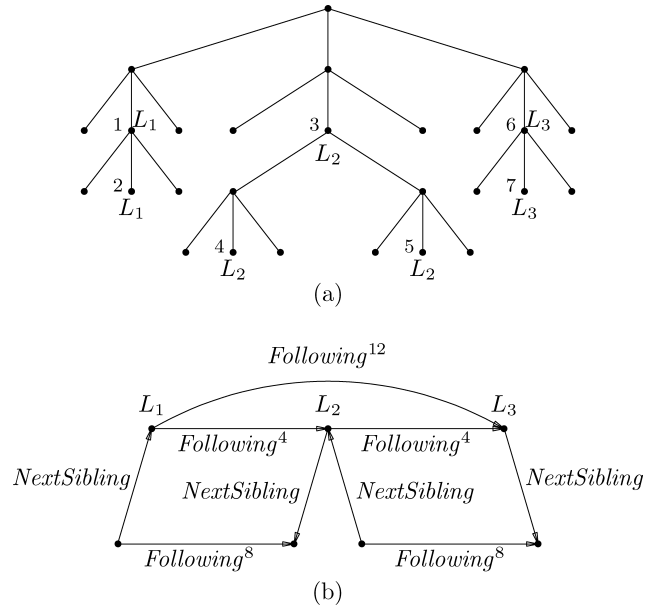 1 L₁ 3 6 L₃
L₂
2 7
L₁ L₃
4 5
L₂ L₂
(a)
Following¹²
L₁ L₂ L₃
Following⁴ Following⁴
NextSibling NextSibling NextSibling NextSibling
Following⁸ Following⁸
(b)